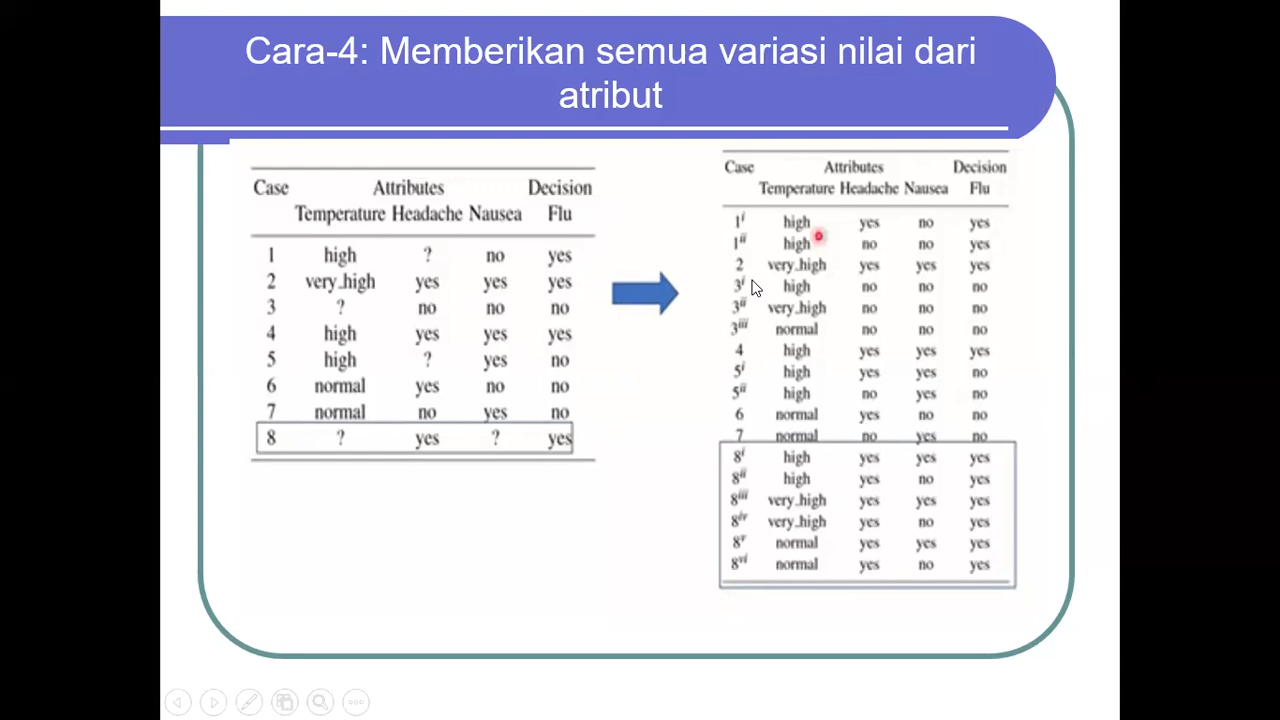 Cara-4: Memberikan semua variasi nilai dari
atribut
Case Attributes Decision
Temperature Headache Nausea Flu
1 high ? no yes
2 very_high yes yes yes
3 ? no no no
4 high yes yes yes
5 high ? yes no
6 normal yes no no
7 normal no yes no
8 ? yes ? yes
Case Attributes Decision
Temperature Headache Nausea Flu
1ⁱ high yes no yes
1ⁱⁱ high no no yes
2 very_high yes yes yes
3ⁱ high no no no
3ⁱⁱ very_high no no no
3ⁱⁱⁱ normal no no no
4 high yes yes yes
5ⁱ high yes yes no
5ⁱⁱ high no yes no
6 normal yes no no
7 normal no yes no
8ⁱ high yes yes yes
8ⁱⁱ high yes no yes
8ⁱⁱⁱ very_high yes yes yes
8ⁱᵛ very_high yes no yes
8ᵛ normal yes yes yes
8ᵛⁱ normal yes no yes